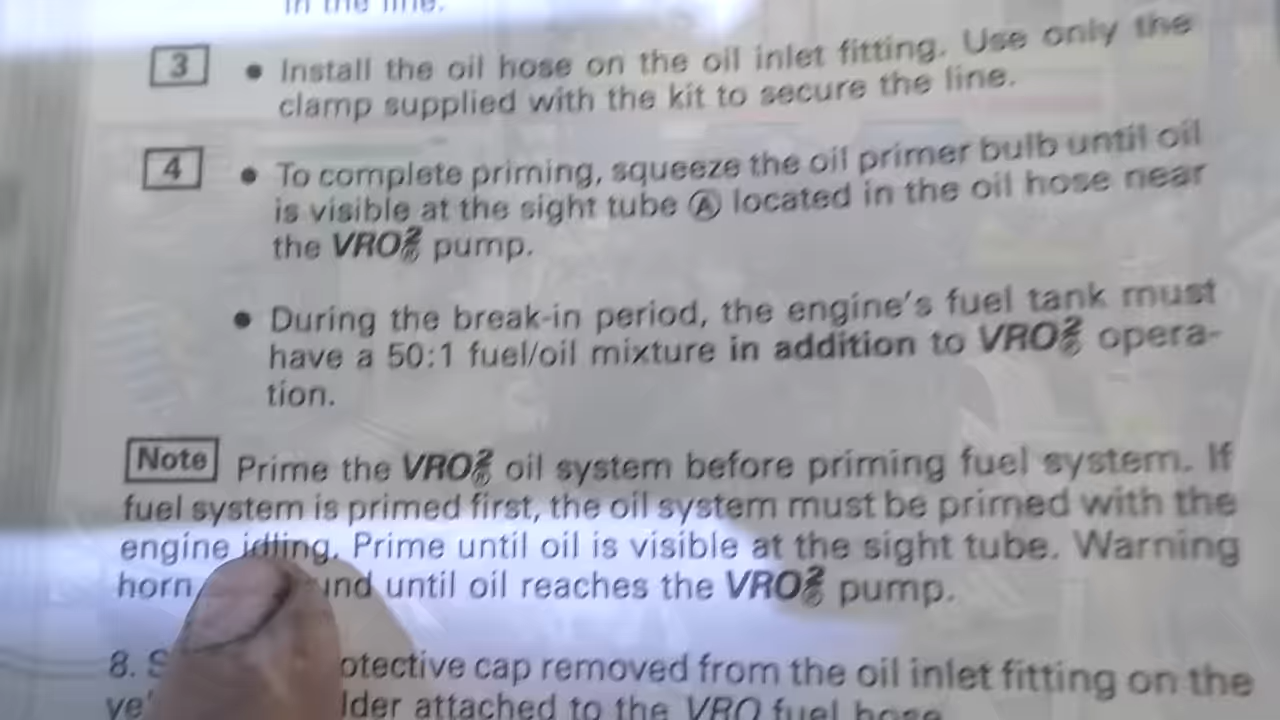 in the line.
3 • Install the oil hose on the oil inlet fitting. Use only the
clamp supplied with the kit to secure the line.
4 • To complete priming, squeeze the oil primer bulb until oil
is visible at the sight tube Ⓐ located in the oil hose near
the VRO2® pump.
• During the break-in period, the engine's fuel tank must
have a 50:1 fuel/oil mixture in addition to VRO2® opera-
tion.
Note Prime the VRO2® oil system before priming fuel system. If
fuel system is primed first, the oil system must be primed with the
engine idling. Prime until oil is visible at the sight tube. Warning
horn until oil reaches the VRO2® pump.
8. cap removed from the oil inlet fitting on the
attached to the VRO fuel hose